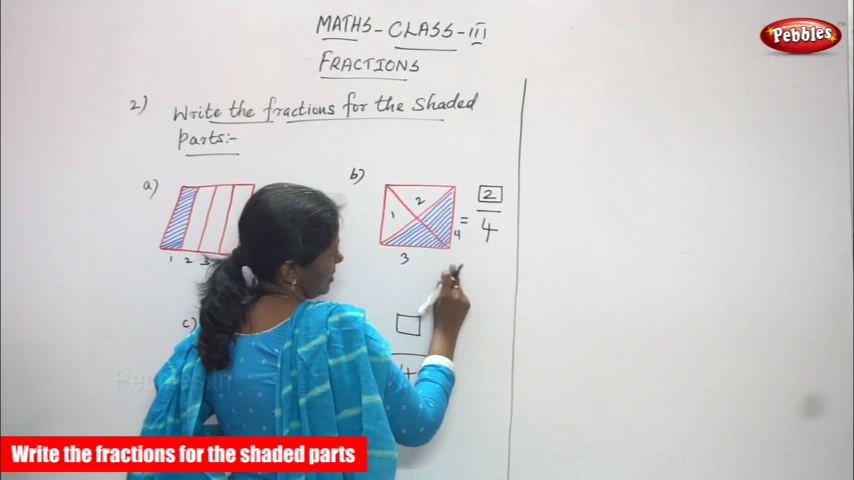 MATHS-CLASS-III
FRACTIONS
Pebbles
2) Write the fractions for the shaded
parts:-
a)
b)
1
2
3
4
= 2
4
1 2 3
c)
4
Write the fractions for the shaded parts